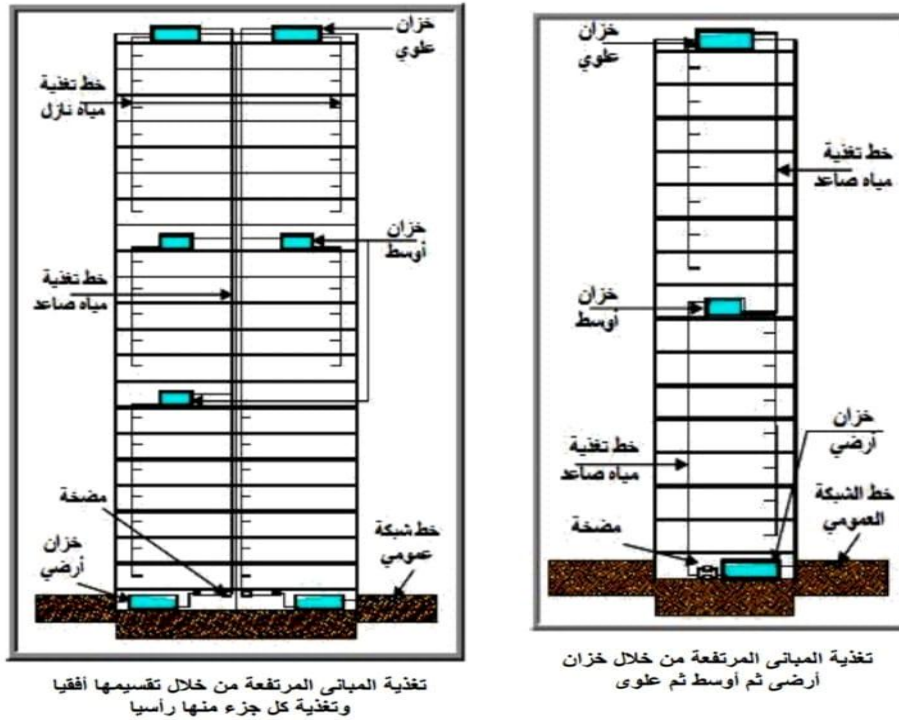 خزان
علوي
خط تغذية
مياه نازل
خزان
أوسط
خط تغذية
مياه صاعد
مضخة
خزان
أرضي
خط شبكة
عمومي
تغذية المبانى المرتفعة من خلال تقسيمها أفقيا
وتغذية كل جزء منها رأسيا
خزان
علوي
خط تغذية
مياه صاعد
خزان
أوسط
خزان
أرضي
خط تغذية
مياه صاعد
خط الشبكة
العمومي
مضخة
تغذية المبانى المرتفعة من خلال خزان
أرضى ثم أوسط ثم علوى